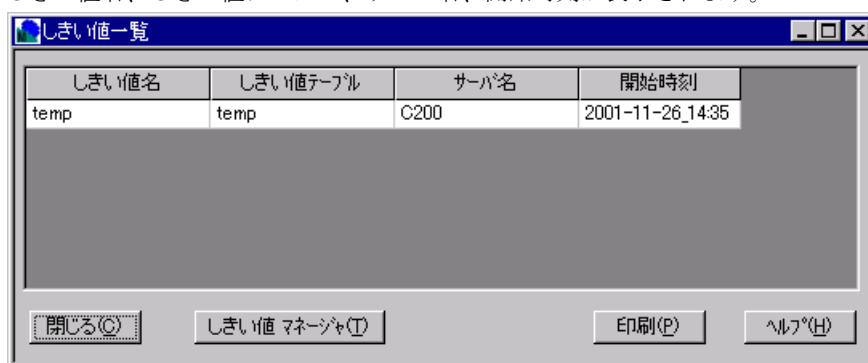 しきい値一覧
しきい値名 しきい値テーブル サーバ名 開始時刻
temp temp C200 2001-11-26_14:35
閉じる(C) しきい値 マネージャ(T) 印刷(P) ヘルプ(H)